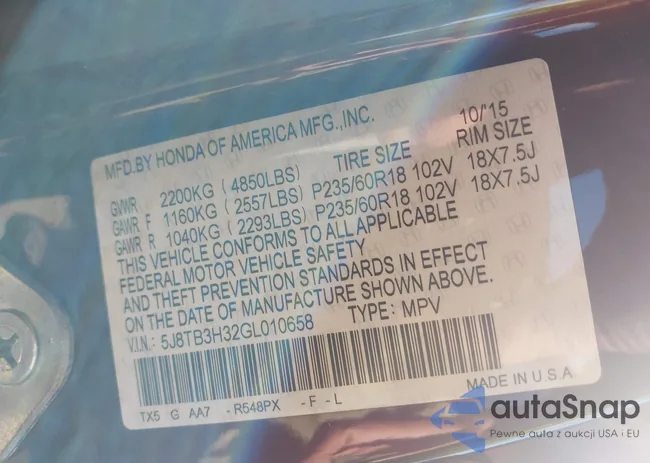 MFD.BY HONDA OF AMERICA MFG.,INC. 10/'15
TIRE SIZE RIM SIZE
GVWR 2200KG ( 4850LBS)
GAWR F 1160KG ( 2557LBS) P235/60R18 102V 18X7.5J
GAWR R 1040KG ( 2293LBS) P235/60R18 102V 18X7.5J
THIS VEHICLE CONFORMS TO ALL APPLICABLE
FEDERAL MOTOR VEHICLE SAFETY
AND THEFT PREVENTION STANDARDS IN EFFECT
ON THE DATE OF MANUFACTURE SHOWN ABOVE.
V.I.N. : 5J8TB3H32GL010658 TYPE: MPV
TX5 G AA7 - R548PX - F - L MADE IN U.S.A
autaSnap
Pewne auta z aukcji USA i EU